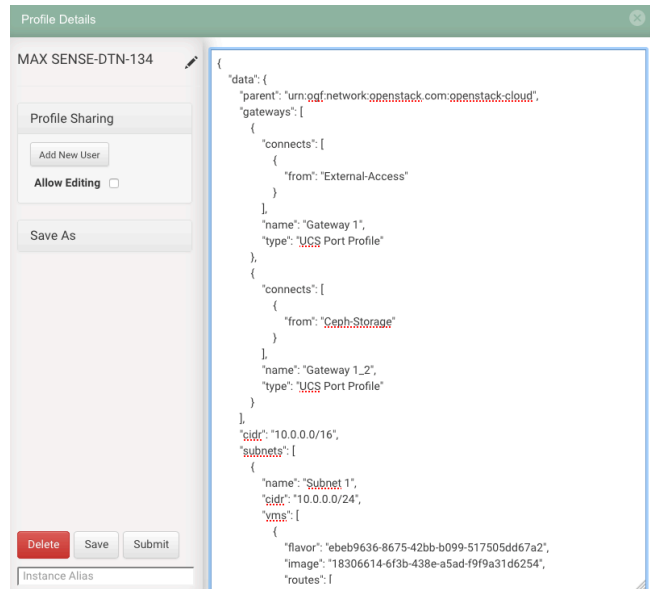 Profile Details
MAX SENSE-DTN-134
Profile Sharing
Add New User
Allow Editing
Save As
Delete
Save
Submit
Instance Alias
{
"data": {
"parent": "urn:ogf:network:openstack.com:openstack-cloud",
"gateways": [
{
"connects": [
{
"from": "External-Access"
}
],
"name": "Gateway 1",
"type": "UCS Port Profile"
},
{
"connects": [
{
"from": "Ceph-Storage"
}
],
"name": "Gateway 1_2",
"type": "UCS Port Profile"
}
],
"cidr": "10.0.0.0/16",
"subnets": [
{
"name": "Subnet 1",
"cidr": "10.0.0.0/24",
"vms": [
{
"flavor": "ebeb9636-8675-42bb-b099-517505dd67a2",
"image": "18306614-6f3b-438e-a5ad-f9f9a31d6254",
"routes": [